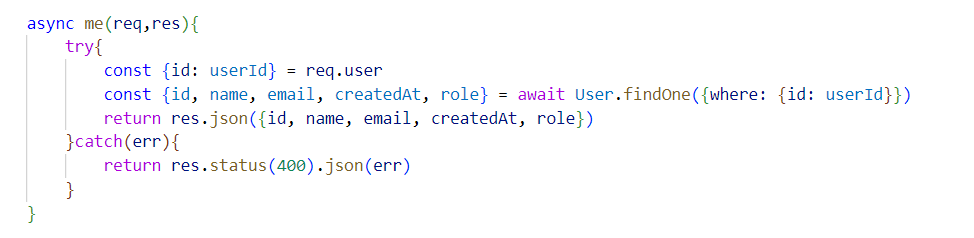 async me(req,res){
    try{
        const {id: userId} = req.user
        const {id, name, email, createdAt, role} = await User.findOne({where: {id: userId}})
        return res.json({id, name, email, createdAt, role})
    }catch(err){
        return res.status(400).json(err)
    }
}